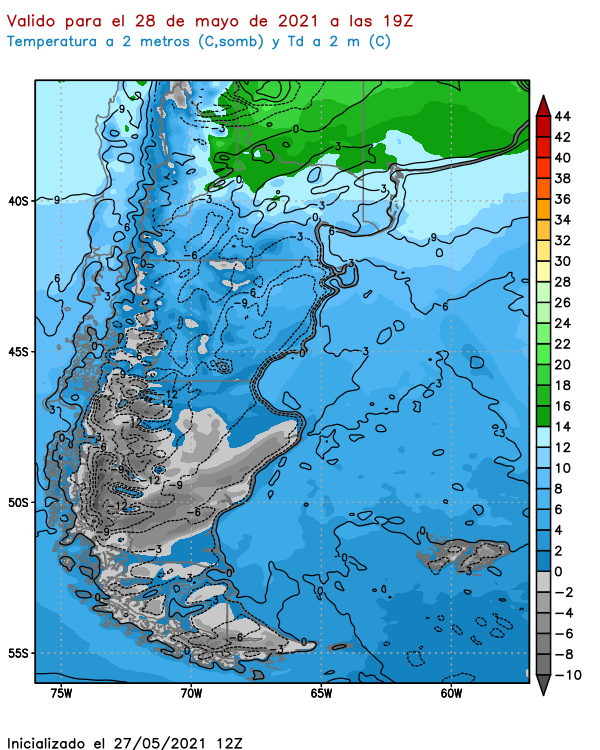 Valido para el 28 de mayo de 2021 a las 19Z
Temperatura a 2 metros (C,somb) y Td a 2 m (C)
44
42
40
38
36
34
32
30
28
26
24
22
20
18
16
14
12
10
8
6
4
2
0
−2
−4
−6
−8
−10
40S
45S
50S
55S
75W
70W
65W
60W
Inicializado el 27/05/2021 12Z